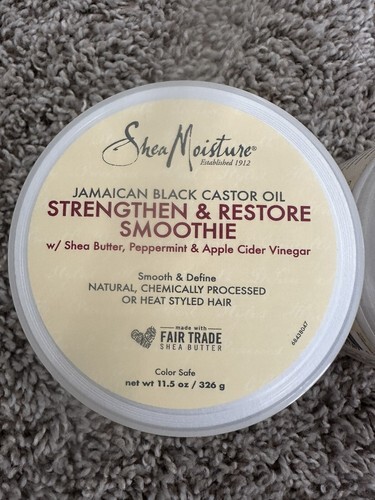 SheaMoisture®
Established 1912
JAMAICAN BLACK CASTOR OIL
STRENGTHEN & RESTORE
SMOOTHIE
w/ Shea Butter, Peppermint & Apple Cider Vinegar
Smooth & Define
NATURAL, CHEMICALLY PROCESSED
OR HEAT STYLED HAIR
made with
FAIR TRADE
SHEA BUTTER
68428047
Color Safe
net wt 11.5 oz / 326 g